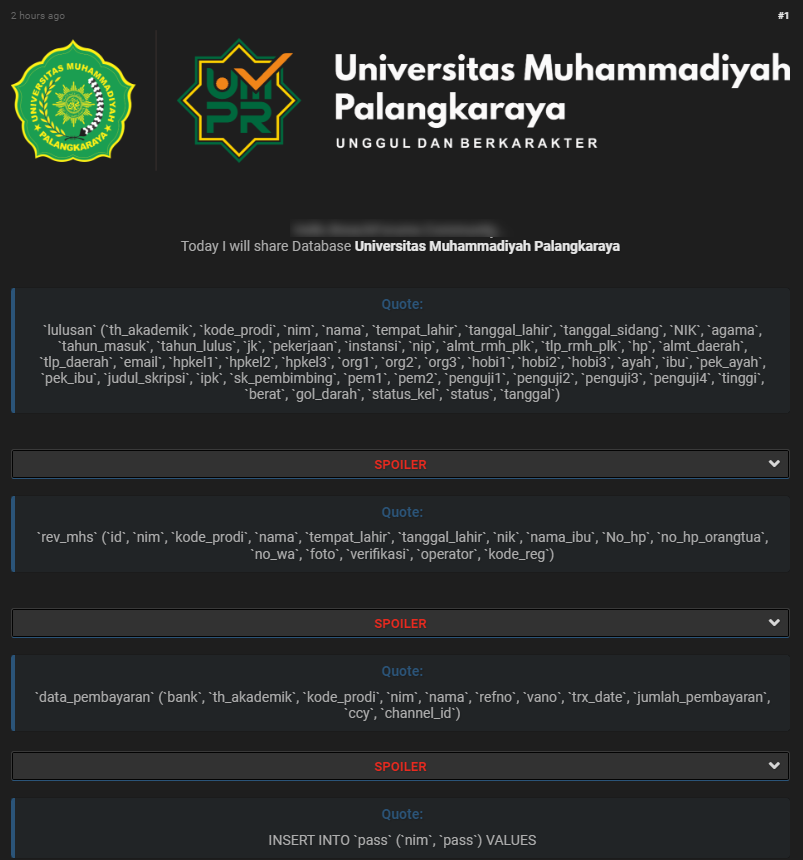 2 hours ago
#1
UNIVERSITAS MUHAMMADIYAH
PALANGKARAYA
UM
PR
Universitas Muhammadiyah
Palangkaraya
UNGGUL DAN BERKARAKTER
Today I will share Database Universitas Muhammadiyah Palangkaraya
Quote:
`lulusan` (`th_akademik`, `kode_prodi`, `nim`, `nama`, `tempat_lahir`, `tanggal_lahir`, `tanggal_sidang`, `NIK`, `agama`,
`tahun_masuk`, `tahun_lulus`, `jk`, `pekerjaan`, `instansi`, `nip`, `almt_rmh_plk`, `tlp_rmh_plk`, `hp`, `almt_daerah`,
`tlp_daerah`, `email`, `hpkel1`, `hpkel2`, `hpkel3`, `org1`, `org2`, `org3`, `hobi1`, `hobi2`, `hobi3`, `ayah`, `ibu`, `pek_ayah`,
`pek_ibu`, `judul_skripsi`, `ipk`, `sk_pembimbing`, `pem1`, `pem2`, `penguji1`, `penguji2`, `penguji3`, `penguji4`, `tinggi`,
`berat`, `gol_darah`, `status_kel`, `status`, `tanggal`)
SPOILER
Quote:
`rev_mhs` (`id`, `nim`, `kode_prodi`, `nama`, `tempat_lahir`, `tanggal_lahir`, `nik`, `nama_ibu`, `No_hp`, `no_hp_orangtua`,
`no_wa`, `foto`, `verifikasi`, `operator`, `kode_reg`)
SPOILER
Quote:
`data_pembayaran` (`bank`, `th_akademik`, `kode_prodi`, `nim`, `nama`, `refno`, `vano`, `trx_date`, `jumlah_pembayaran`,
`ccy`, `channel_id`)
SPOILER
Quote:
INSERT INTO `pass` (`nim`, `pass`) VALUES